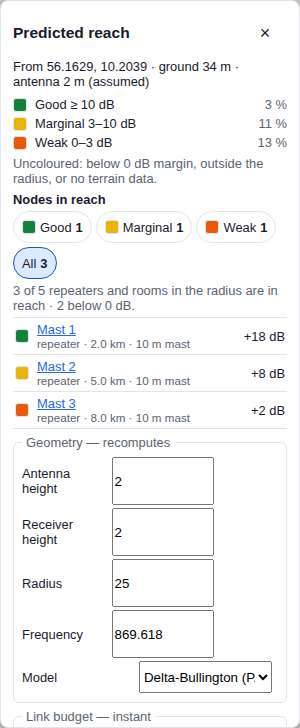 Predicted reach ×
From 56.1629, 10.2039 · ground 34 m ·
antenna 2 m (assumed)
Good ≥ 10 dB 3 %
Marginal 3–10 dB 11 %
Weak 0–3 dB 13 %
Uncoloured: below 0 dB margin, outside the
radius, or no terrain data.
Nodes in reach
Good 1 Marginal 1 Weak 1
All 3
3 of 5 repeaters and rooms in the radius are in
reach · 2 below 0 dB.
Mast 1 +18 dB
repeater · 2.0 km · 10 m mast
Mast 2 +8 dB
repeater · 5.0 km · 10 m mast
Mast 3 +2 dB
repeater · 8.0 km · 10 m mast
Geometry — recomputes
Antenna
height 2
Receiver
height 2
Radius 25
Frequency 869.618
Model Delta-Bullington (P.
Link budget — instant